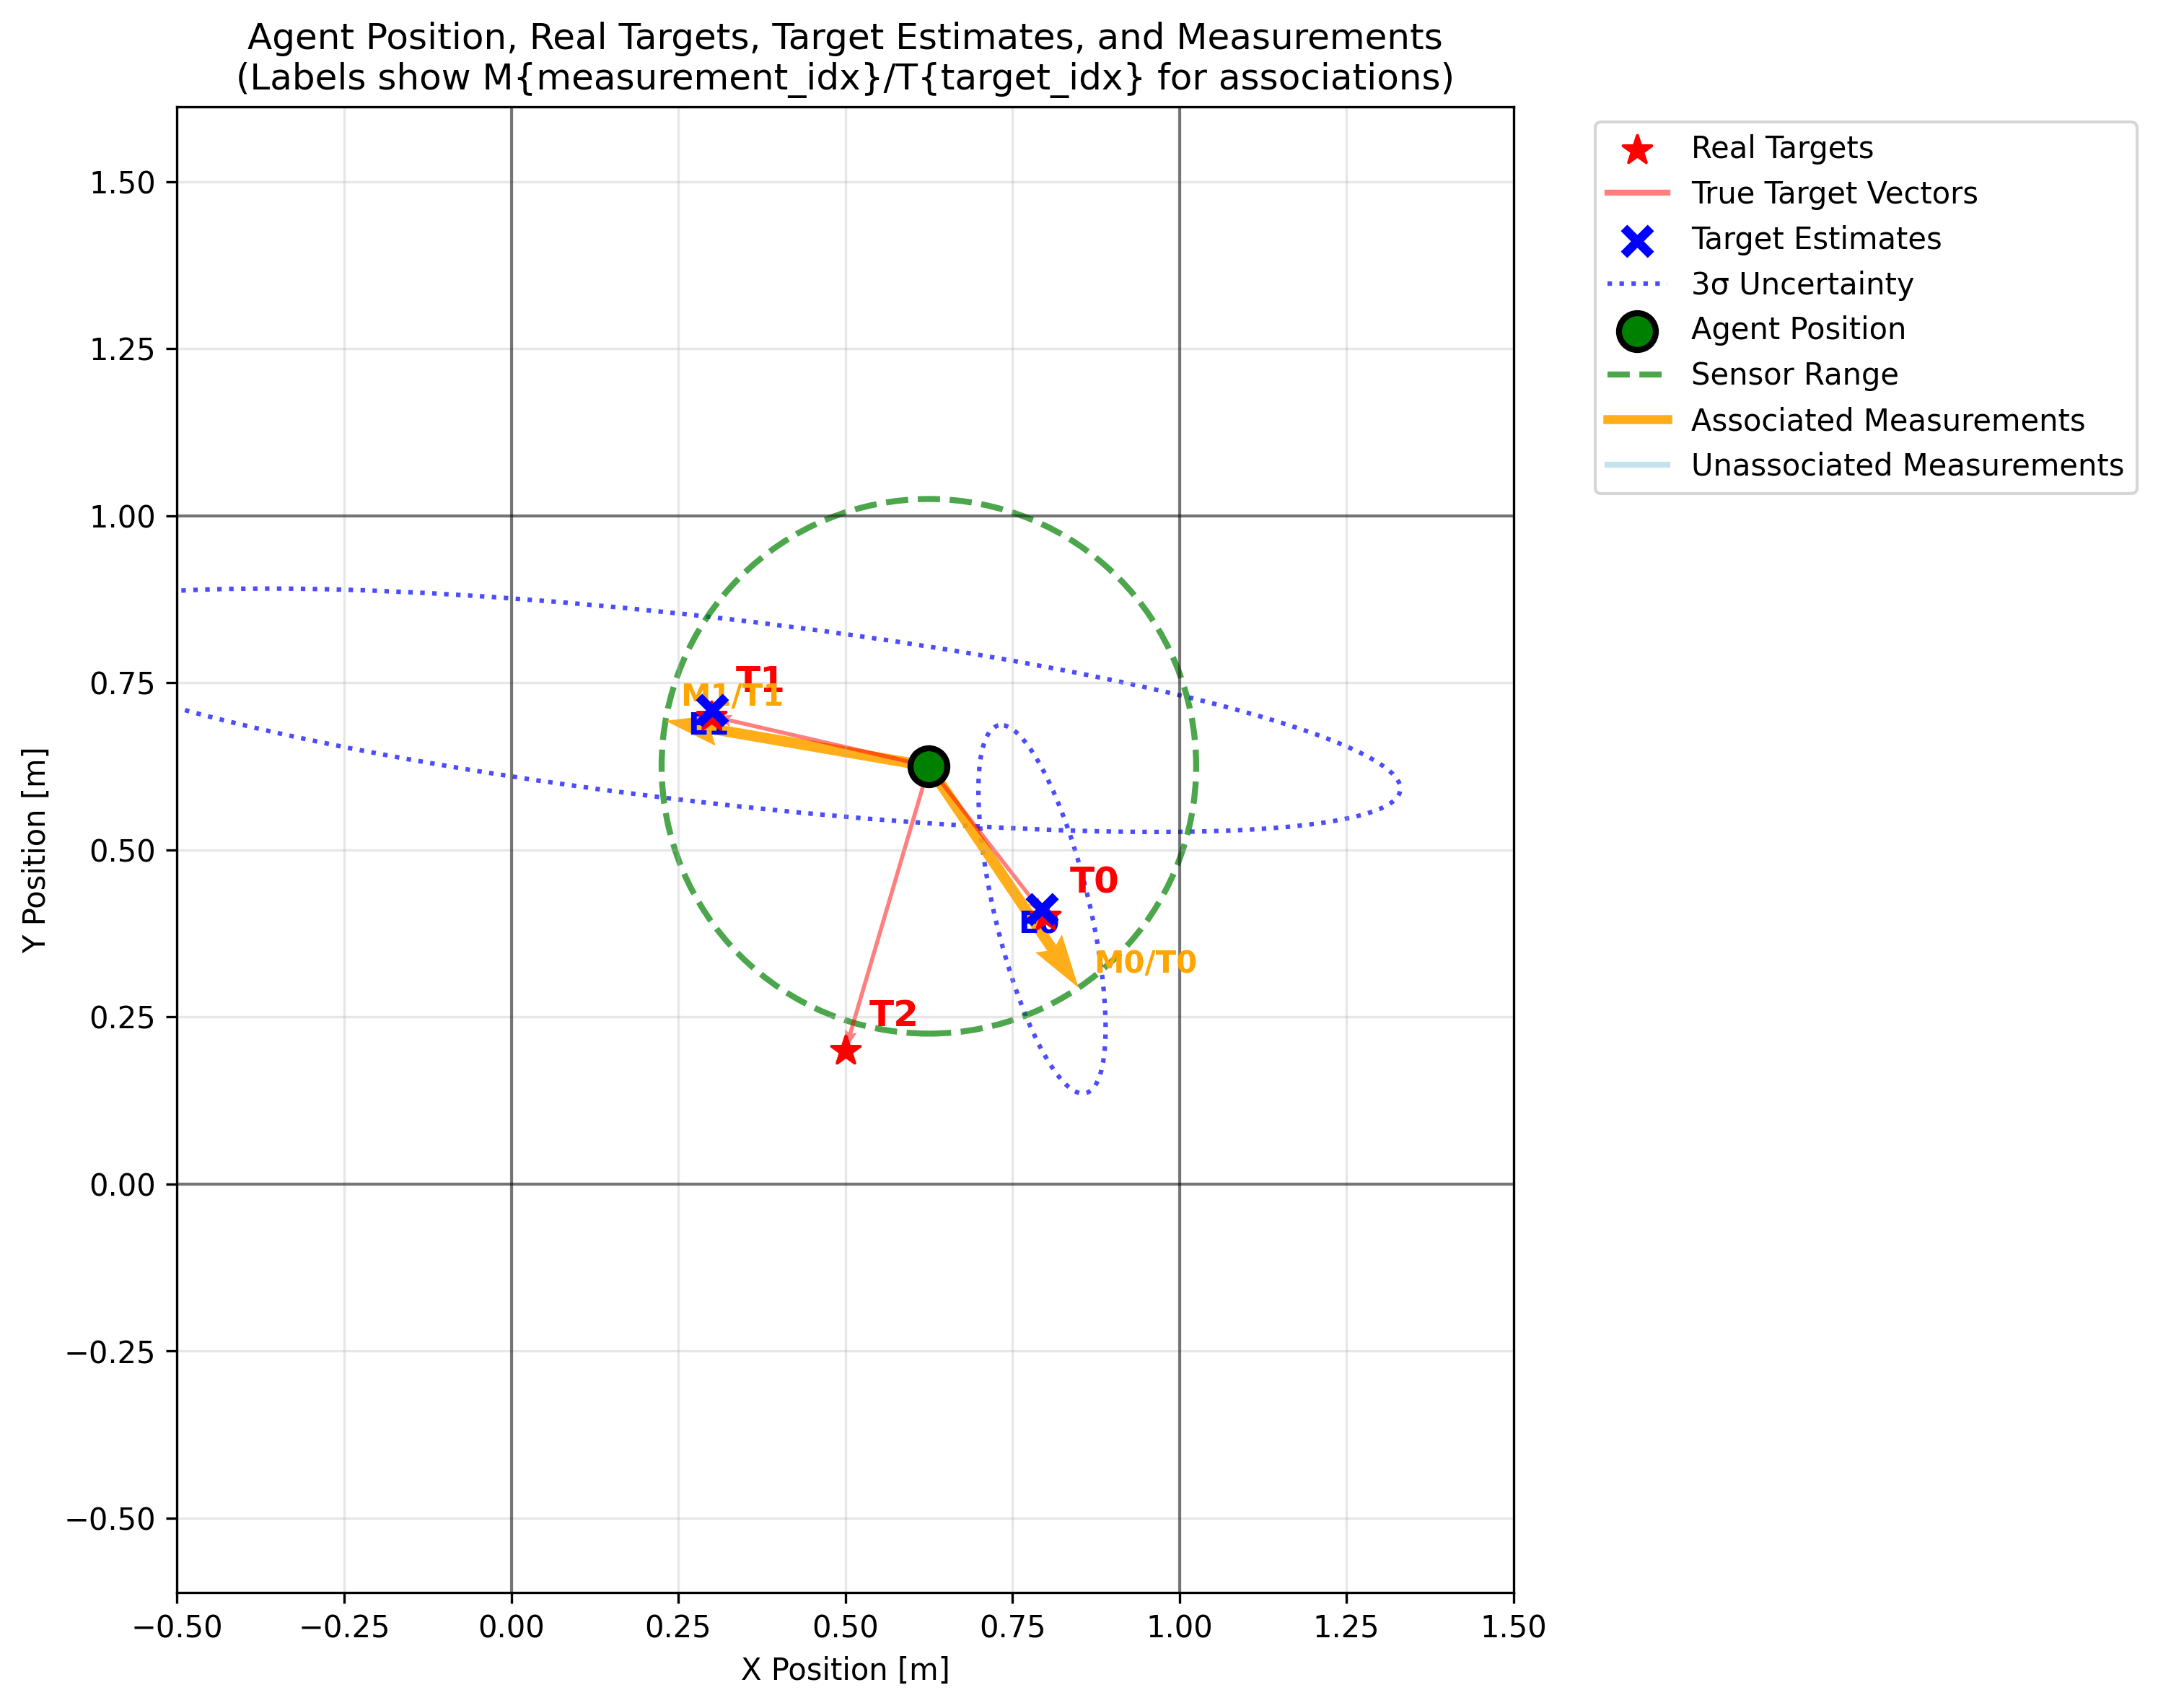 Agent Position, Real Targets, Target Estimates, and Measurements
(Labels show M{measurement_idx}/T{target_idx} for associations)
Real Targets
True Target Vectors
Target Estimates
3σ Uncertainty
Agent Position
Sensor Range
Associated Measurements
Unassociated Measurements
Y Position [m]
1.50
1.25
1.00
0.75
0.50
0.25
0.00
−0.25
−0.50
T1
M1/T1
T0
M0/T0
T2
−0.50
−0.25
0.00
0.25
0.50
0.75
1.00
1.25
1.50
X Position [m]